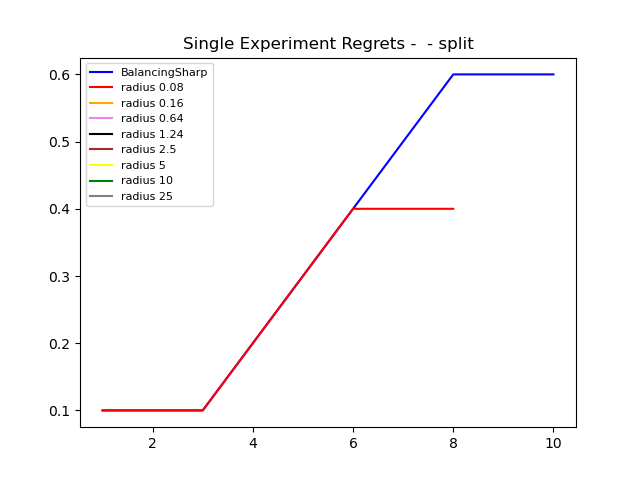 Single Experiment Regrets -  - split
BalancingSharp
radius 0.08
radius 0.16
radius 0.64
radius 1.24
radius 2.5
radius 5
radius 10
radius 25
0.6
0.5
0.4
0.3
0.2
0.1
2 4 6 8 10